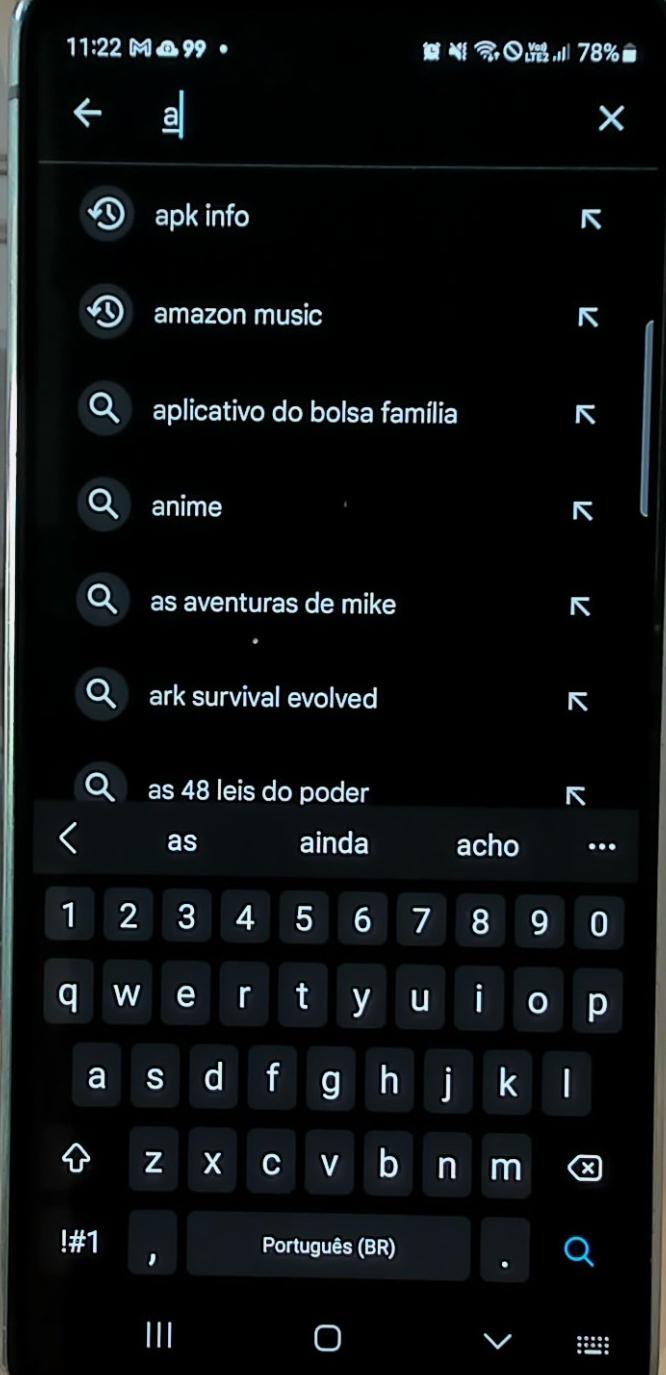 11:22 M 99 • Vo) LTE2 78%
a
apk info
amazon music
aplicativo do bolsa família
anime
as aventuras de mike
ark survival evolved
as 48 leis do poder
as ainda acho ...
1 2 3 4 5 6 7 8 9 0
q w e r t y u i o p
a s d f g h j k l
z x c v b n m
!#1 , Português (BR) .